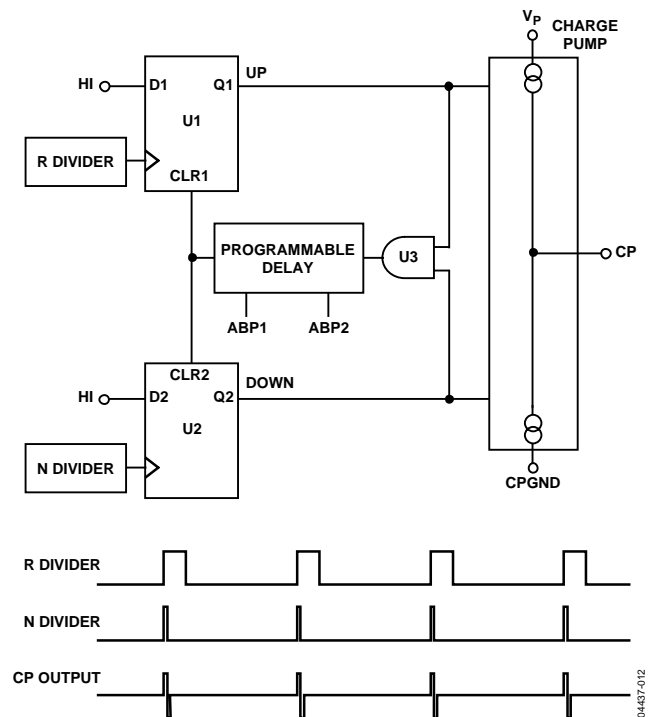 VP
CHARGE
PUMP
HI
D1
Q1
UP
U1
R DIVIDER
CLR1
PROGRAMMABLE
DELAY
U3
CP
ABP1
ABP2
CLR2
DOWN
HI
D2
Q2
U2
N DIVIDER
CPGND
R DIVIDER
N DIVIDER
CP OUTPUT
04437-012